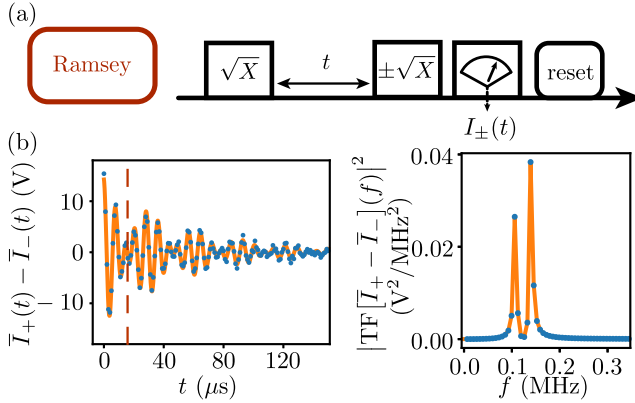 (a)
Ramsey
√X
t
±√X
reset
I±(t)
(b)
I̅+(t) − I̅−(t) (V)
10
0
10
−
0
40
80
120
t (μs)
|TF[I̅+ − I̅−](f)|²
(V²/MHz²)
0.04
0.02
0.00
0.0
0.1
0.2
0.3
f (MHz)